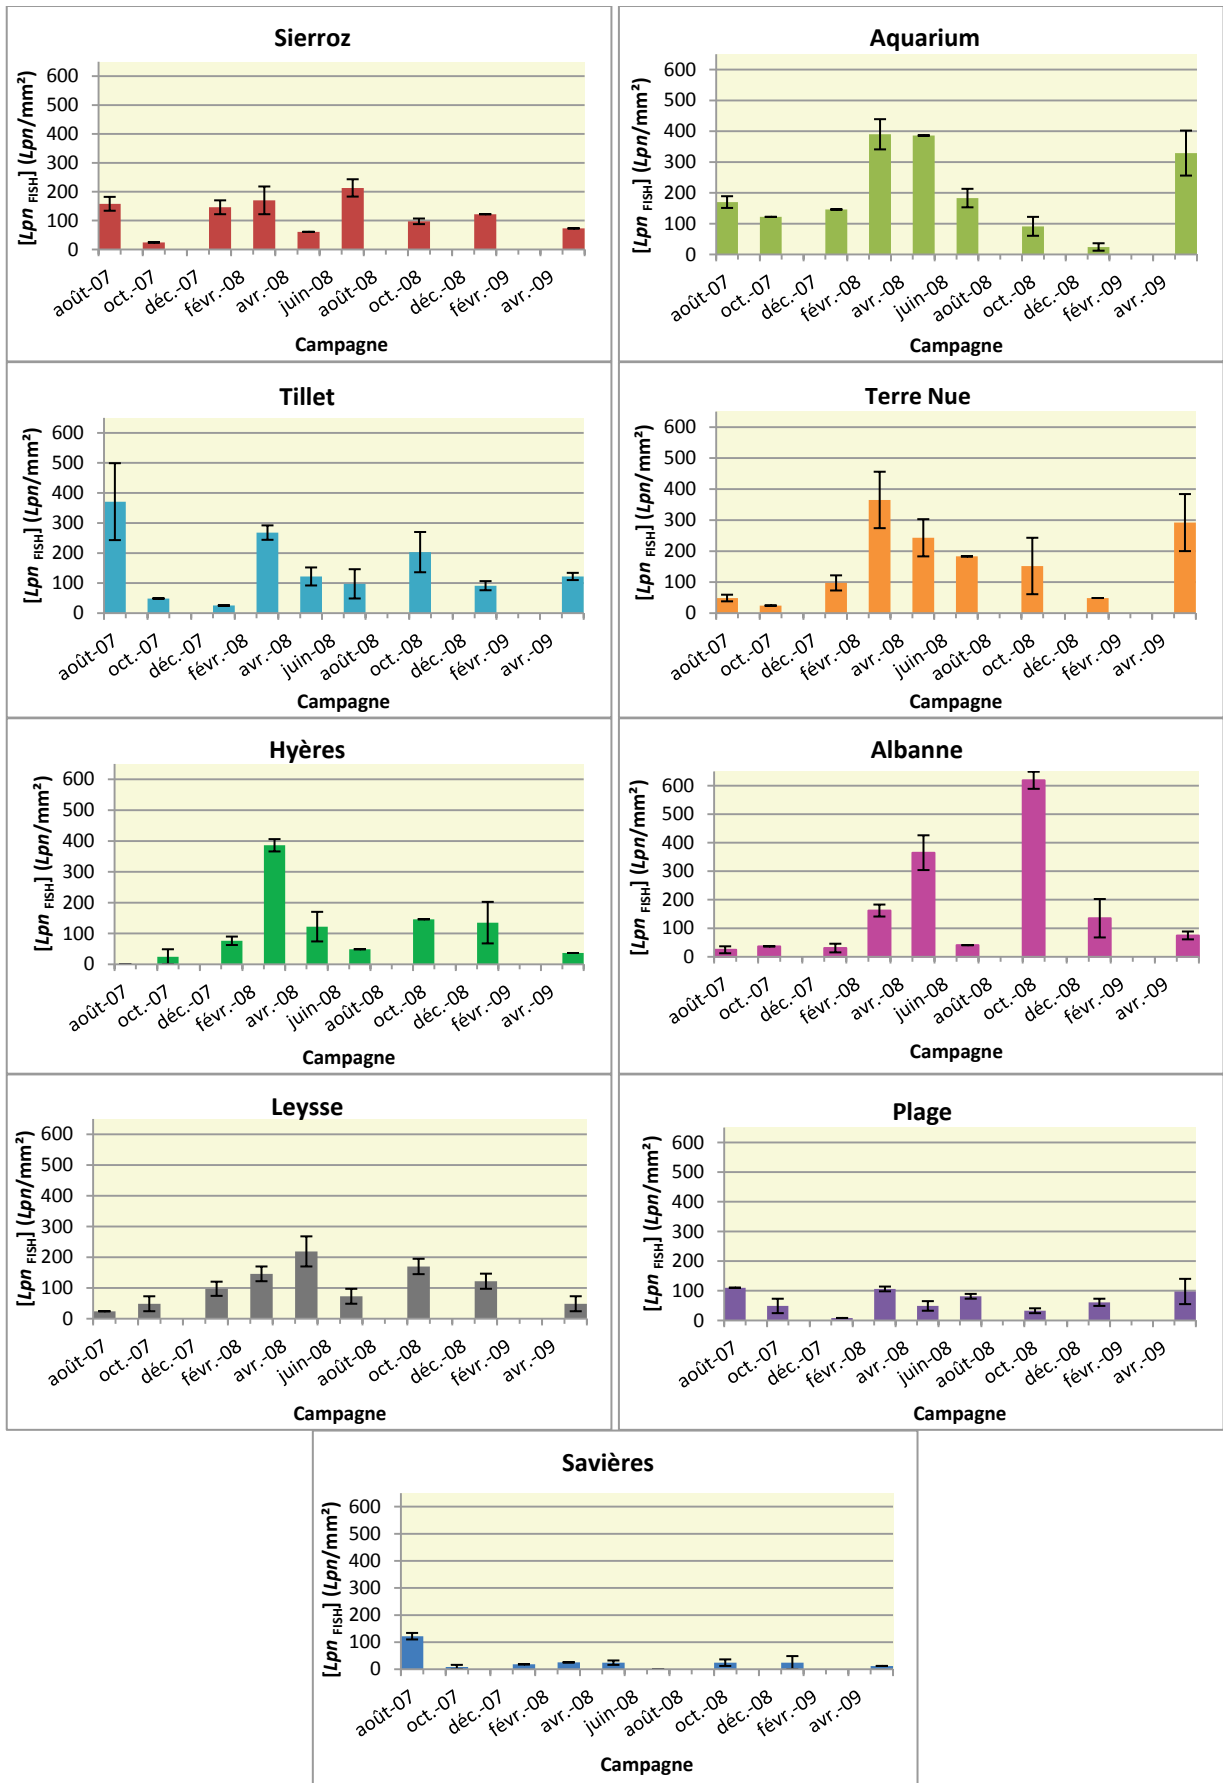 Sierroz
[Lpn FISH] (Lpn/mm²)
600
500
400
300
200
100
0
août-07
oct.-07
déc.-07
févr.-08
avr.-08
juin-08
août-08
oct.-08
déc.-08
févr.-09
avr.-09
Campagne
Aquarium
[Lpn FISH] (Lpn/mm²)
600
500
400
300
200
100
0
août-07
oct.-07
déc.-07
févr.-08
avr.-08
juin-08
août-08
oct.-08
déc.-08
févr.-09
avr.-09
Campagne
Tillet
[Lpn FISH] (Lpn/mm²)
600
500
400
300
200
100
0
août-07
oct.-07
déc.-07
févr.-08
avr.-08
juin-08
août-08
oct.-08
déc.-08
févr.-09
avr.-09
Campagne
Terre Nue
[Lpn FISH] (Lpn/mm²)
600
500
400
300
200
100
0
août-07
oct.-07
déc.-07
févr.-08
avr.-08
juin-08
août-08
oct.-08
déc.-08
févr.-09
avr.-09
Campagne
Hyères
[Lpn FISH] (Lpn/mm²)
600
500
400
300
200
100
0
août-07
oct.-07
déc.-07
févr.-08
avr.-08
juin-08
août-08
oct.-08
déc.-08
févr.-09
avr.-09
Campagne
Albanne
[Lpn FISH] (Lpn/mm²)
600
500
400
300
200
100
0
août-07
oct.-07
déc.-07
févr.-08
avr.-08
juin-08
août-08
oct.-08
déc.-08
févr.-09
avr.-09
Campagne
Leysse
[Lpn FISH] (Lpn/mm²)
600
500
400
300
200
100
0
août-07
oct.-07
déc.-07
févr.-08
avr.-08
juin-08
août-08
oct.-08
déc.-08
févr.-09
avr.-09
Campagne
Plage
[Lpn FISH] (Lpn/mm²)
600
500
400
300
200
100
0
août-07
oct.-07
déc.-07
févr.-08
avr.-08
juin-08
août-08
oct.-08
déc.-08
févr.-09
avr.-09
Campagne
Savières
[Lpn FISH] (Lpn/mm²)
600
500
400
300
200
100
0
août-07
oct.-07
déc.-07
févr.-08
avr.-08
juin-08
août-08
oct.-08
déc.-08
févr.-09
avr.-09
Campagne